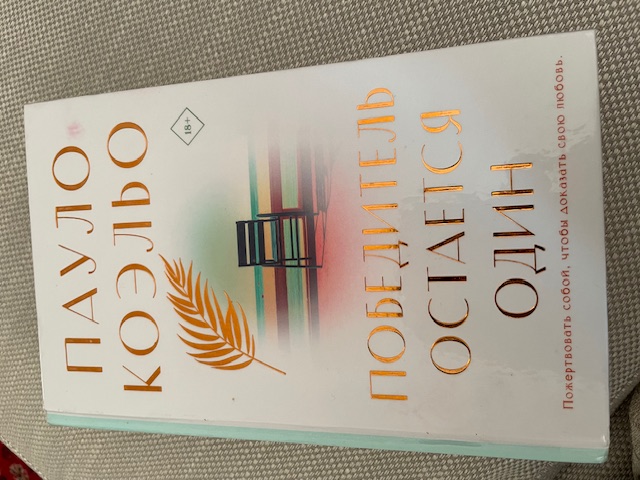 ПАУЛО
КОЭЛЬО
18+
ПОБЕДИТЕЛЬ
ОСТАЕТСЯ
ОДИН
Пожертвовать собой, чтобы доказать свою любовь.